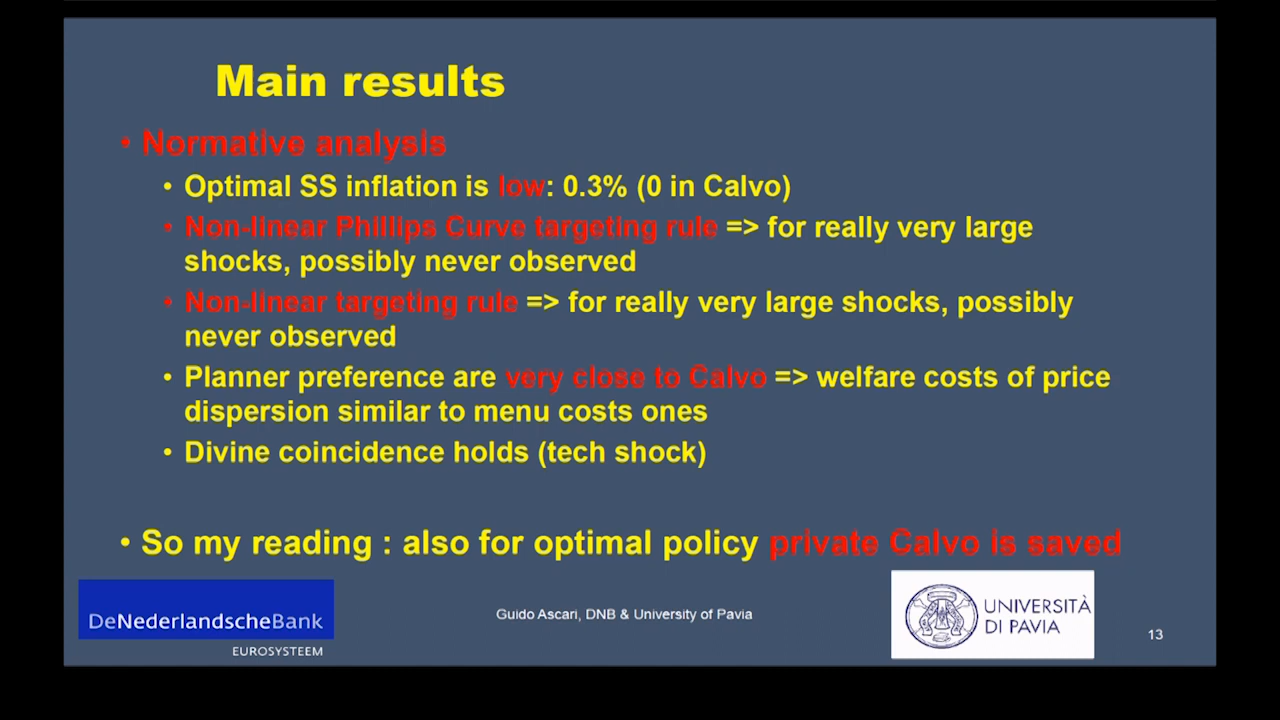 Main results
• Normative analysis
• Optimal SS inflation is low: 0.3% (0 in Calvo)
• Non-linear Phillips Curve targeting rule => for really very large
shocks, possibly never observed
• Non-linear targeting rule => for really very large shocks, possibly
never observed
• Planner preference are very close to Calvo => welfare costs of price
dispersion similar to menu costs ones
• Divine coincidence holds (tech shock)
• So my reading : also for optimal policy private Calvo is saved
DeNederlandscheBank
EUROSYSTEEM
Guido Ascari, DNB & University of Pavia
UNIVERSITÀ
DI PAVIA
13